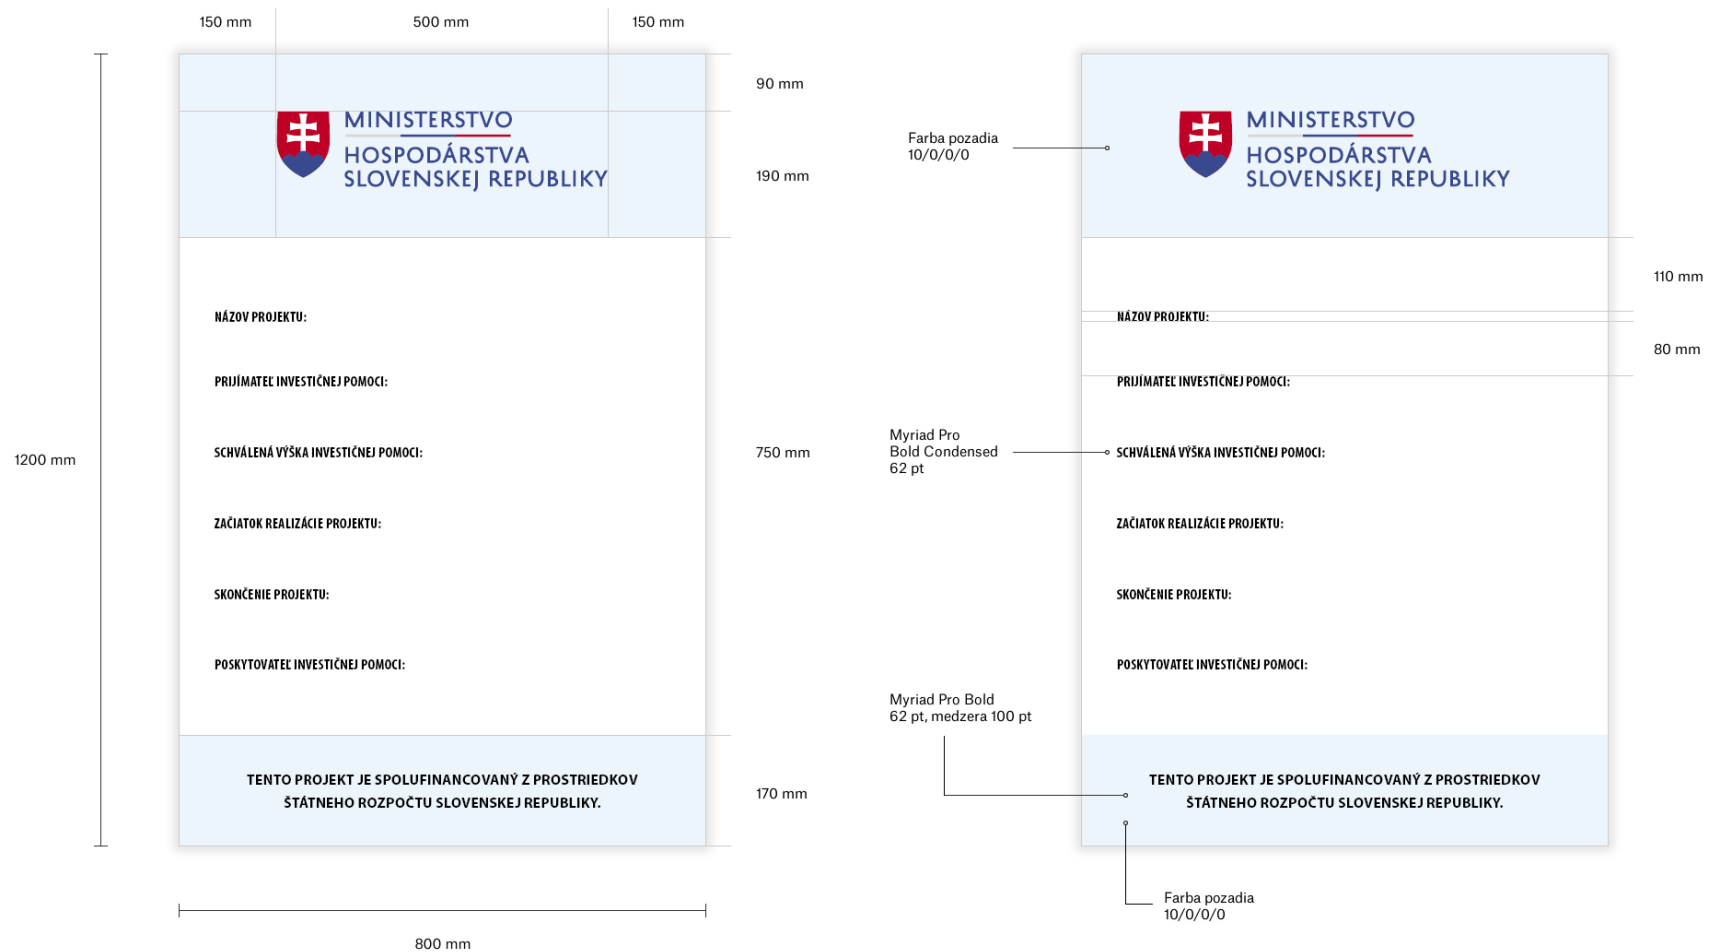 150 mm
500 mm
150 mm
90 mm
MINISTERSTVO
HOSPODÁRSTVA
SLOVENSKEJ REPUBLIKY
190 mm
NÁZOV PROJEKTU:
PRIJÍMATEĽ INVESTIČNEJ POMOCI:
SCHVÁLENÁ VÝŠKA INVESTIČNEJ POMOCI:
750 mm
1200 mm
ZAČIATOK REALIZÁCIE PROJEKTU:
SKONČENIE PROJEKTU:
POSKYTOVATEĽ INVESTIČNEJ POMOCI:
TENTO PROJEKT JE SPOLUFINANCOVANÝ Z PROSTRIEDKOV
ŠTÁTNEHO ROZPOČTU SLOVENSKEJ REPUBLIKY.
170 mm
800 mm
Farba pozadia
10/0/0/0
MINISTERSTVO
HOSPODÁRSTVA
SLOVENSKEJ REPUBLIKY
110 mm
NÁZOV PROJEKTU:
80 mm
PRIJÍMATEĽ INVESTIČNEJ POMOCI:
Myriad Pro
Bold Condensed
62 pt
SCHVÁLENÁ VÝŠKA INVESTIČNEJ POMOCI:
ZAČIATOK REALIZÁCIE PROJEKTU:
SKONČENIE PROJEKTU:
POSKYTOVATEĽ INVESTIČNEJ POMOCI:
Myriad Pro Bold
62 pt, medzera 100 pt
TENTO PROJEKT JE SPOLUFINANCOVANÝ Z PROSTRIEDKOV
ŠTÁTNEHO ROZPOČTU SLOVENSKEJ REPUBLIKY.
Farba pozadia
10/0/0/0